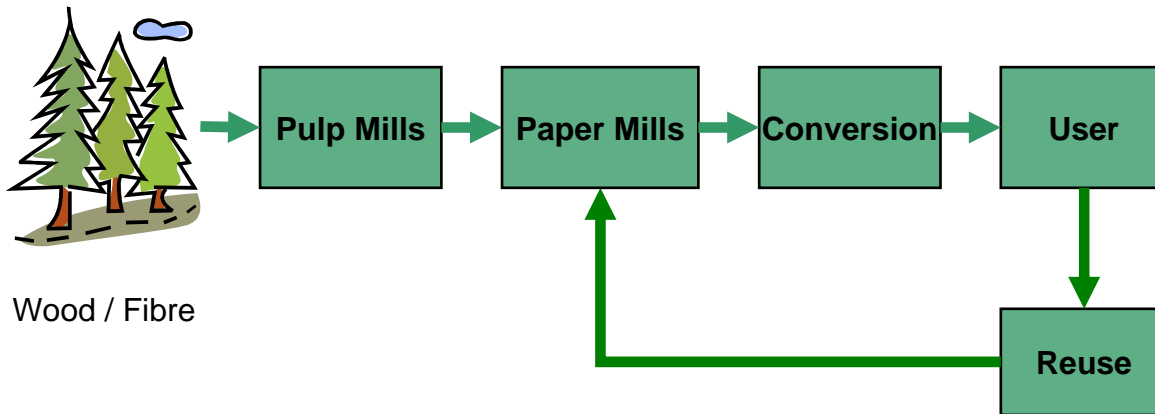 Pulp Mills
Paper Mills
Conversion
User
Wood / Fibre
Reuse